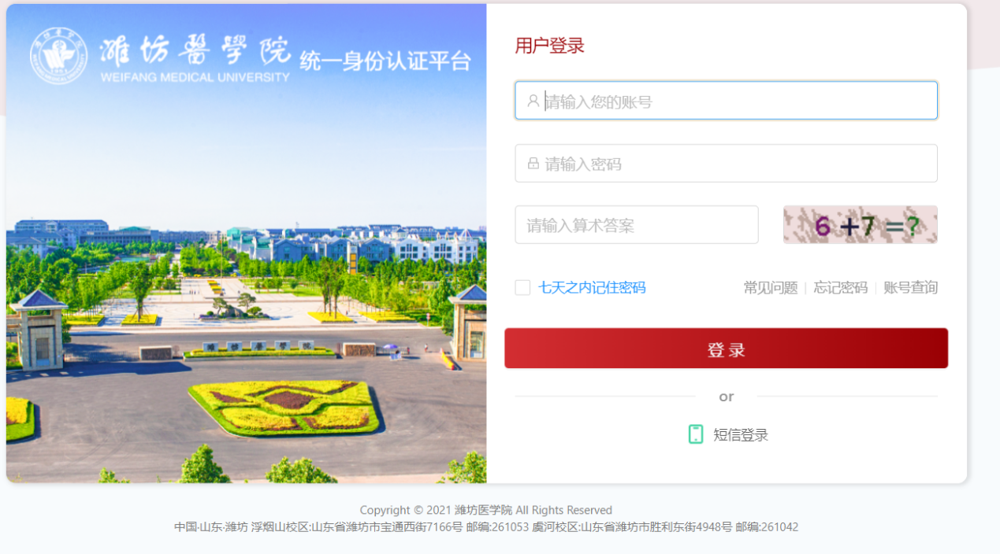 潍坊醫學院 统一身份认证平台
WEIFANG MEDICAL UNIVERSITY
用户登录
请输入您的账号
请输入密码
请输入算术答案
6+7=?
七天之内记住密码
常见问题 | 忘记密码 | 账号查询
登 录
or
短信登录
潍坊醫學院
Copyright © 2021 潍坊医学院 All Rights Reserved
中国·山东·潍坊 浮烟山校区:山东省潍坊市宝通西街7166号 邮编:261053 虞河校区:山东省潍坊市胜利东街4948号 邮编:261042